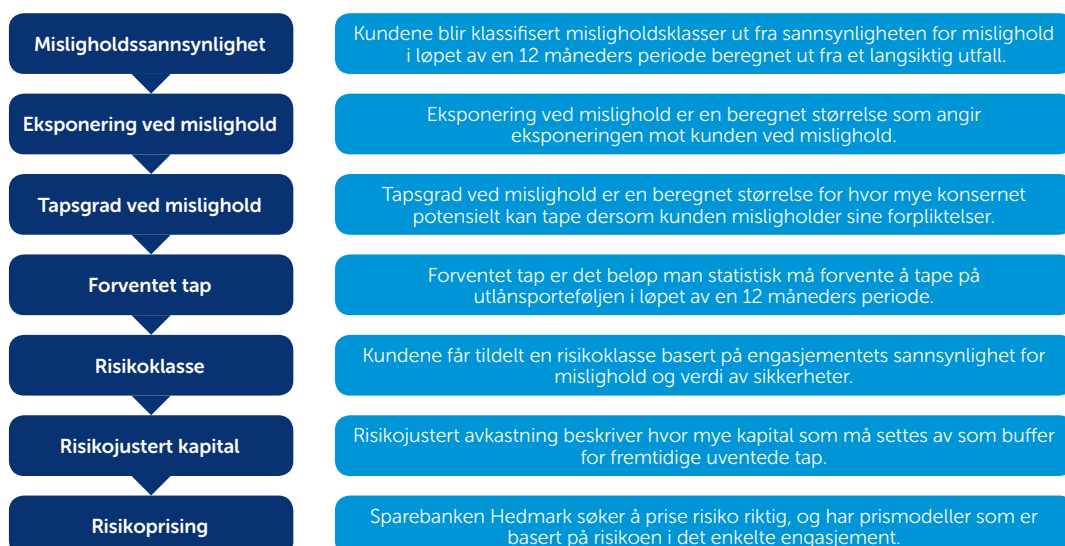 Misligholdssannsynlighet
Kundene blir klassifisert misligholdsklasser ut fra sannsynligheten for mislighold
i løpet av en 12 måneders periode beregnet ut fra et langsiktig utfall.
Eksponering ved mislighold
Eksponering ved mislighold er en beregnet størrelse som angir
eksponeringen mot kunden ved mislighold.
Tapsgrad ved mislighold
Tapsgrad ved mislighold er en beregnet størrelse for hvor mye konsernet
potensielt kan tape dersom kunden misligholder sine forpliktelser.
Forventet tap
Forventet tap er det beløp man statistisk må forvente å tape på
utlånsporteføljen i løpet av en 12 måneders periode.
Risikoklasse
Kundene får tildelt en risikoklasse basert på engasjementets sannsynlighet for
mislighold og verdi av sikkerheter.
Risikojustert kapital
Risikojustert avkastning beskriver hvor mye kapital som må settes av som buffer
for fremtidige uventede tap.
Risikoprising
Sparebanken Hedmark søker å prise risiko riktig, og har prismodeller som er
basert på risikoen i det enkelte engasjement.